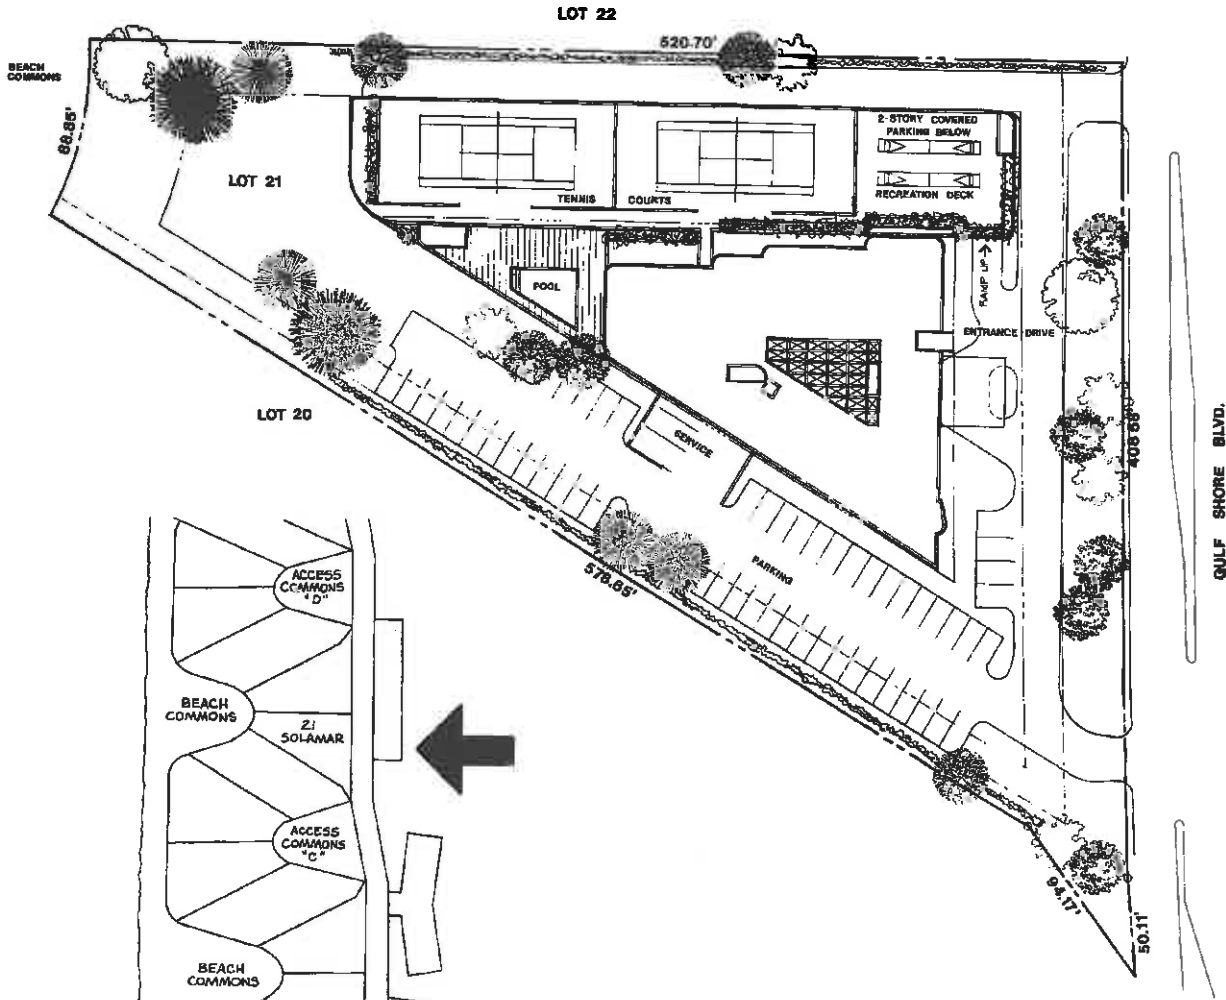 LOT 22
520.70'
BEACH
COMMONS
88.85'
LOT 21
2-STORY COVERED
PARKING BELOW
RECREATION DECK
TENNIS COURTS
POOL
RAMP UP
ENTRANCE DRIVE
LOT 20
SERVICE
408.68'
GULF SHORE BLVD.
PARKING
578.65'
ACCESS
COMMONS
"D"
BEACH
COMMONS
21
SOLAMAR
ACCESS
COMMONS
"C"
BEACH
COMMONS
94.17'
50.11'